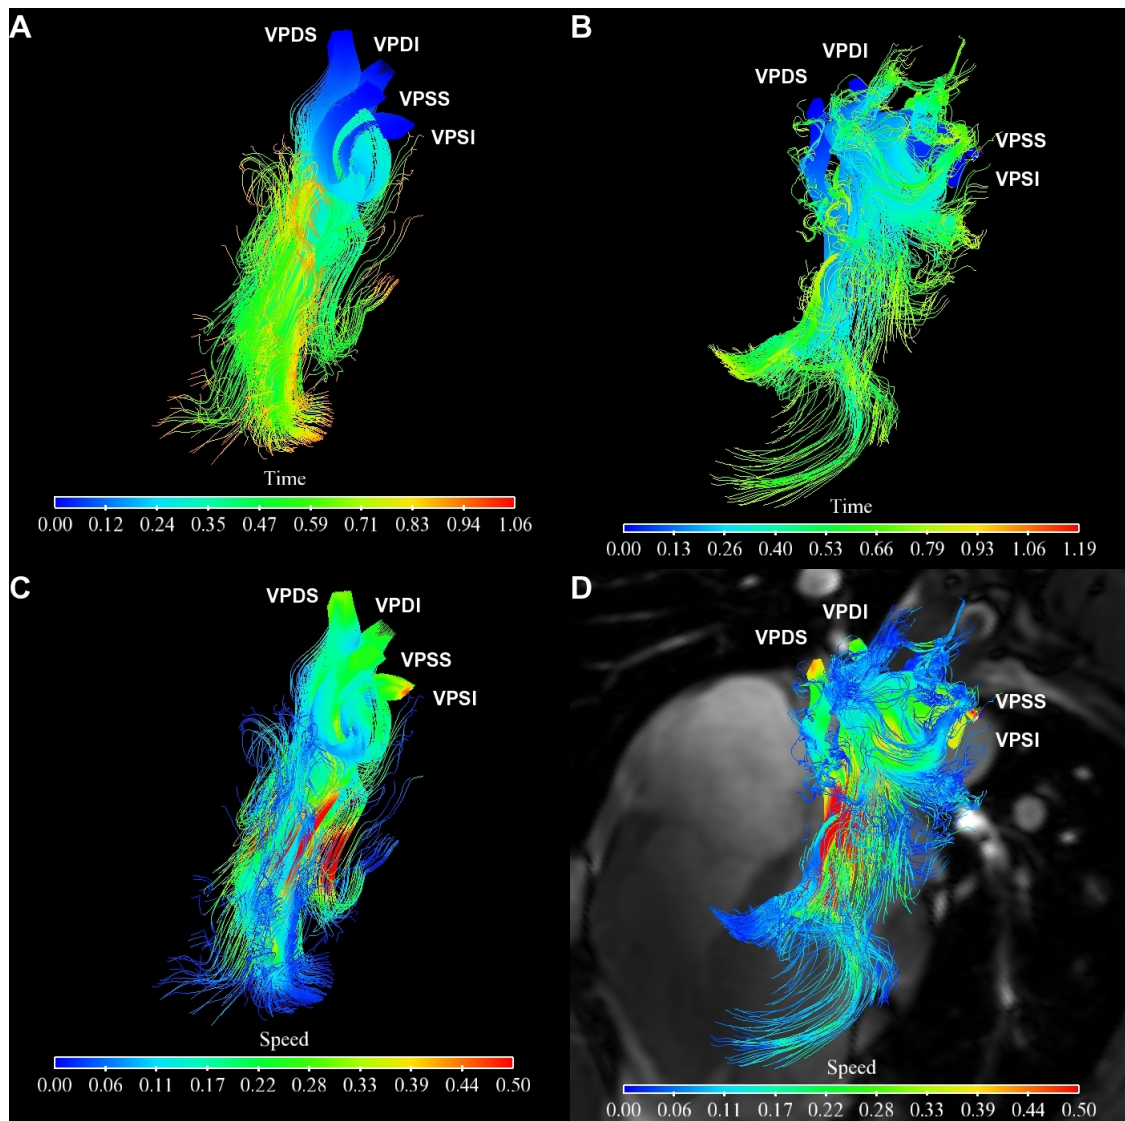 A
VPDS
VPDI
VPSS
VPSI
Time
0.00 0.12 0.24 0.35 0.47 0.59 0.71 0.83 0.94 1.06
B
VPDI
VPDS
VPSS
VPSI
Time
0.00 0.13 0.26 0.40 0.53 0.66 0.79 0.93 1.06 1.19
C
VPDS
VPDI
VPSS
VPSI
Speed
0.00 0.06 0.11 0.17 0.22 0.28 0.33 0.39 0.44 0.50
D
VPDI
VPDS
VPSS
VPSI
Speed
0.00 0.06 0.11 0.17 0.22 0.28 0.33 0.39 0.44 0.50